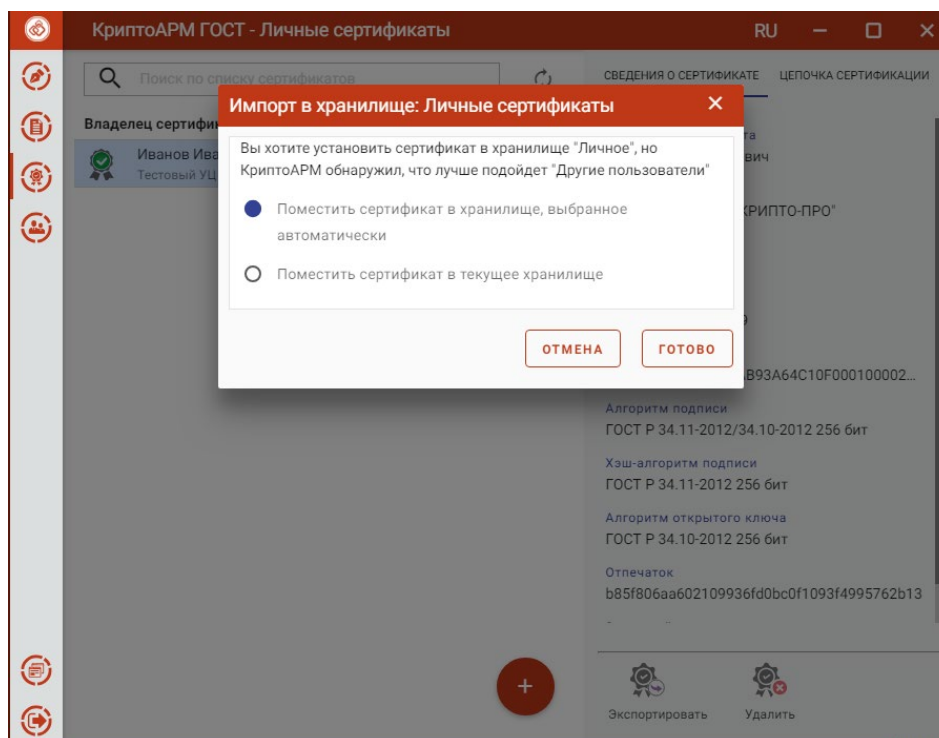 КриптоАРМ ГОСТ - Личные сертификаты
RU
Поиск по списку сертификатов
СВЕДЕНИЯ О СЕРТИФИКАТЕ ЦЕПОЧКА СЕРТИФИКАЦИИ
Импорт в хранилище: Личные сертификаты
Вы хотите установить сертификат в хранилище "Личное", но
КриптоАРМ обнаружил, что лучше подойдет "Другие пользователи"
Поместить сертификат в хранилище, выбранное
автоматически
Поместить сертификат в текущее хранилище
ОТМЕНА
ГОТОВО
Владелец
Иванов
Тестовый УЦ
КРИПТО-ПРО"
B93A64C10F000100002...
Алгоритм подписи
ГОСТ Р 34.11-2012/34.10-2012 256 бит
Хэш-алгоритм подписи
ГОСТ Р 34.11-2012 256 бит
Алгоритм открытого ключа
ГОСТ Р 34.10-2012 256 бит
Отпечаток
b85f806aa602109936fd0bc0f1093f4995762b13
Экспортировать
Удалить